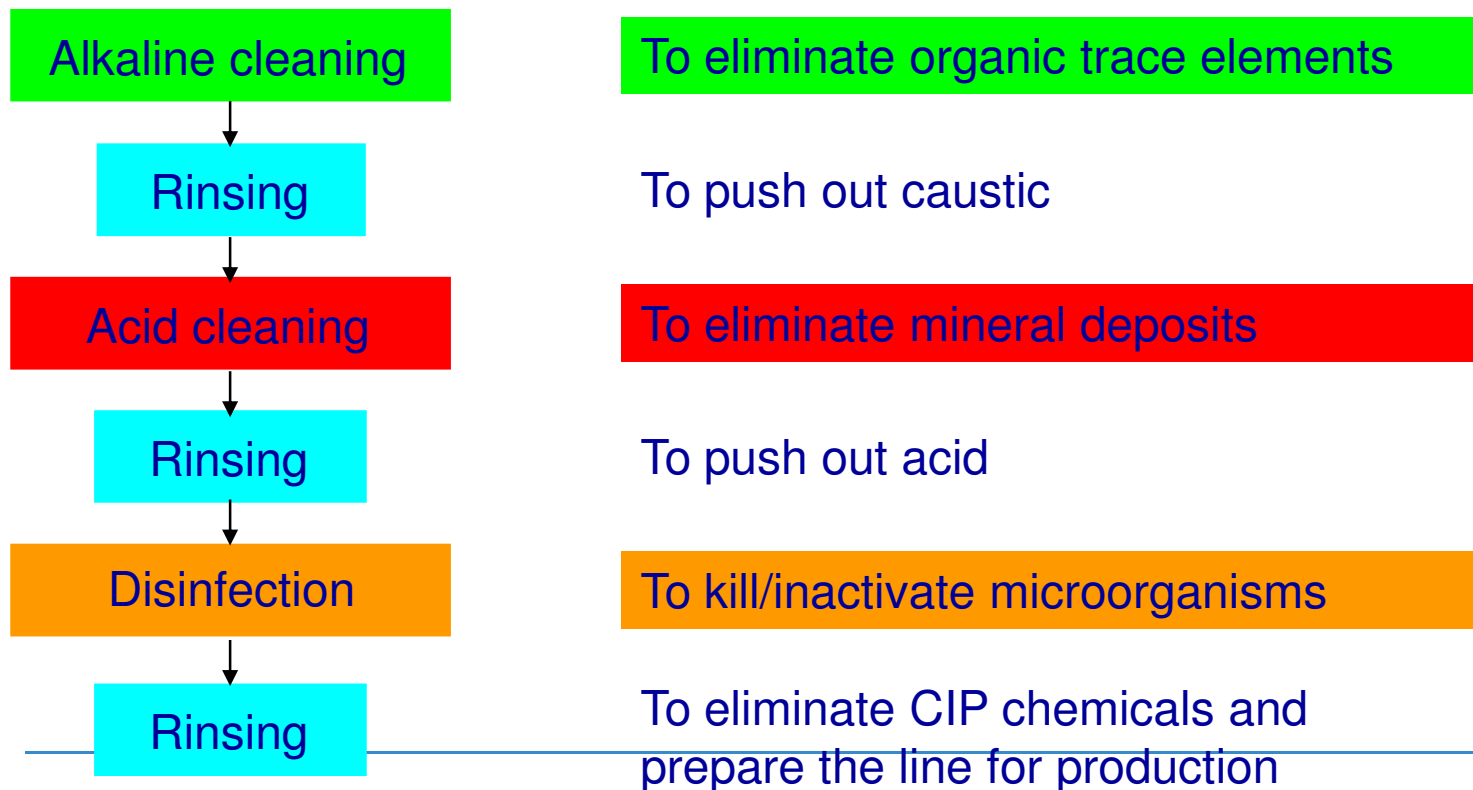 Alkaline cleaning To eliminate organic trace elements
Rinsing To push out caustic
Acid cleaning To eliminate mineral deposits
Rinsing To push out acid
Disinfection To kill/inactivate microorganisms
Rinsing To eliminate CIP chemicals and
prepare the line for production